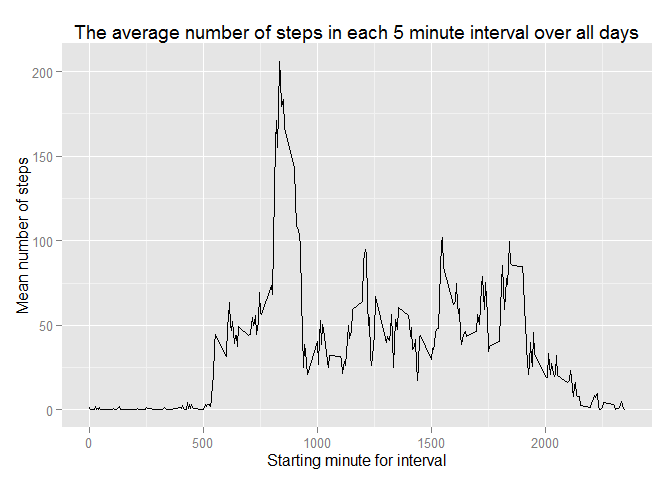 The average number of steps in each 5 minute interval over all days
Mean number of steps
200
150
100
50
0
0 500 1000 1500 2000
Starting minute for interval